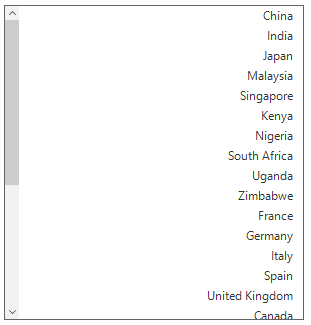 China
India
Japan
Malaysia
Singapore
Kenya
Nigeria
South Africa
Uganda
Zimbabwe
France
Germany
Italy
Spain
United Kingdom
Canada